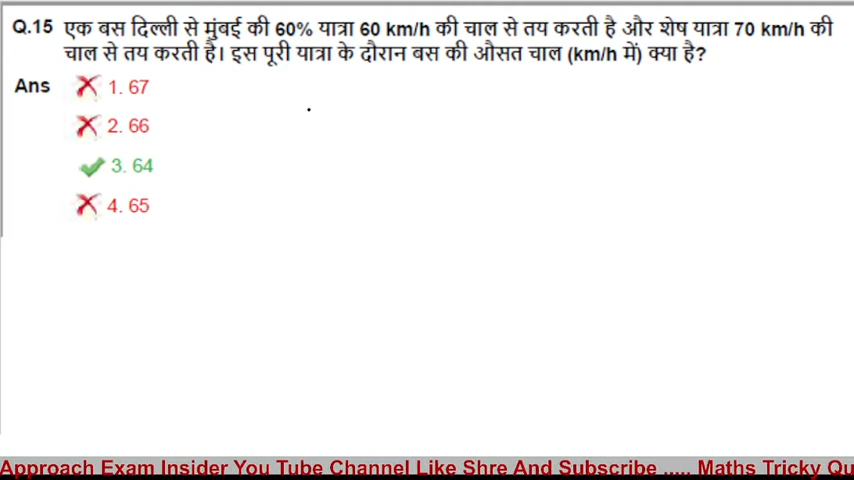 Q.15 एक बस दिल्ली से मुंबई की 60% यात्रा 60 km/h की चाल से तय करती है और शेष यात्रा 70 km/h की
चाल से तय करती है। इस पूरी यात्रा के दौरान बस की औसत चाल (km/h में) क्या है?
Ans 1. 67
2. 66
3. 64
4. 65
Approach Exam Insider You Tube Channel Like Shre And Subscribe ..... Maths Tricky Qu